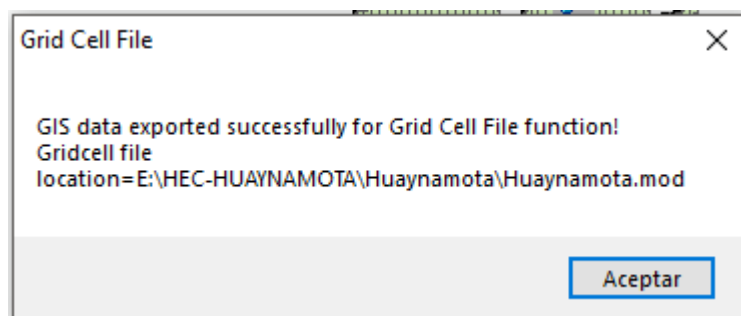 Grid Cell File
GIS data exported successfully for Grid Cell File function!
Gridcell file
location=E:\HEC-HUAYNAMOTA\Huaynamota\Huaynamota.mod
Aceptar